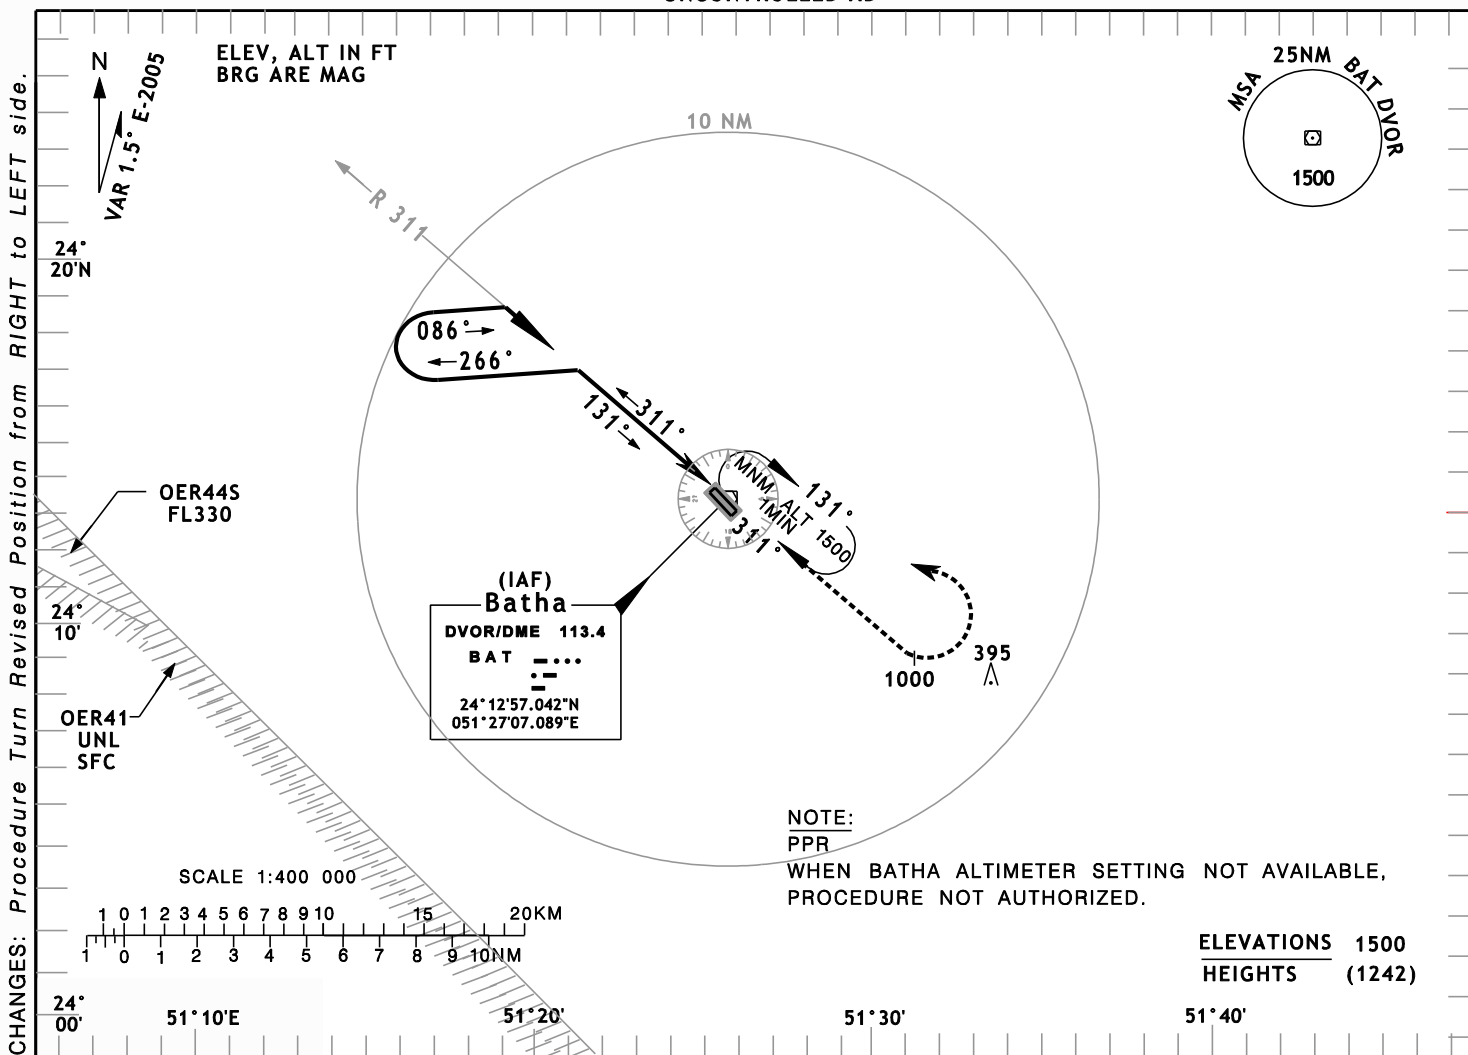 N
VAR 1.5° E-2005
ELEV, ALT IN FT
BRG ARE MAG
25NM
MSA
BAT DVOR
1500
10 NM
R 311
24°
20'N
086°
266°
311°
131°
131°
MNM ALT 1500
1MIN
311°
OER44S
FL330
(IAF)
Batha
DVOR/DME 113.4
BAT
24°12'57.042"N
051°27'07.089"E
24°
10'
395
1000
OER41
UNL
SFC
NOTE:
PPR
WHEN BATHA ALTIMETER SETTING NOT AVAILABLE,
PROCEDURE NOT AUTHORIZED.
SCALE 1:400 000
1 0 1 2 3 4 5 6 7 8 9 10 15 20KM
1 0 1 2 3 4 5 6 7 8 9 10NM
ELEVATIONS 1500
HEIGHTS (1242)
24°
00'
51°10'E
51°20'
51°30'
51°40'
CHANGES: Procedure Turn Revised Position from RIGHT to LEFT side.